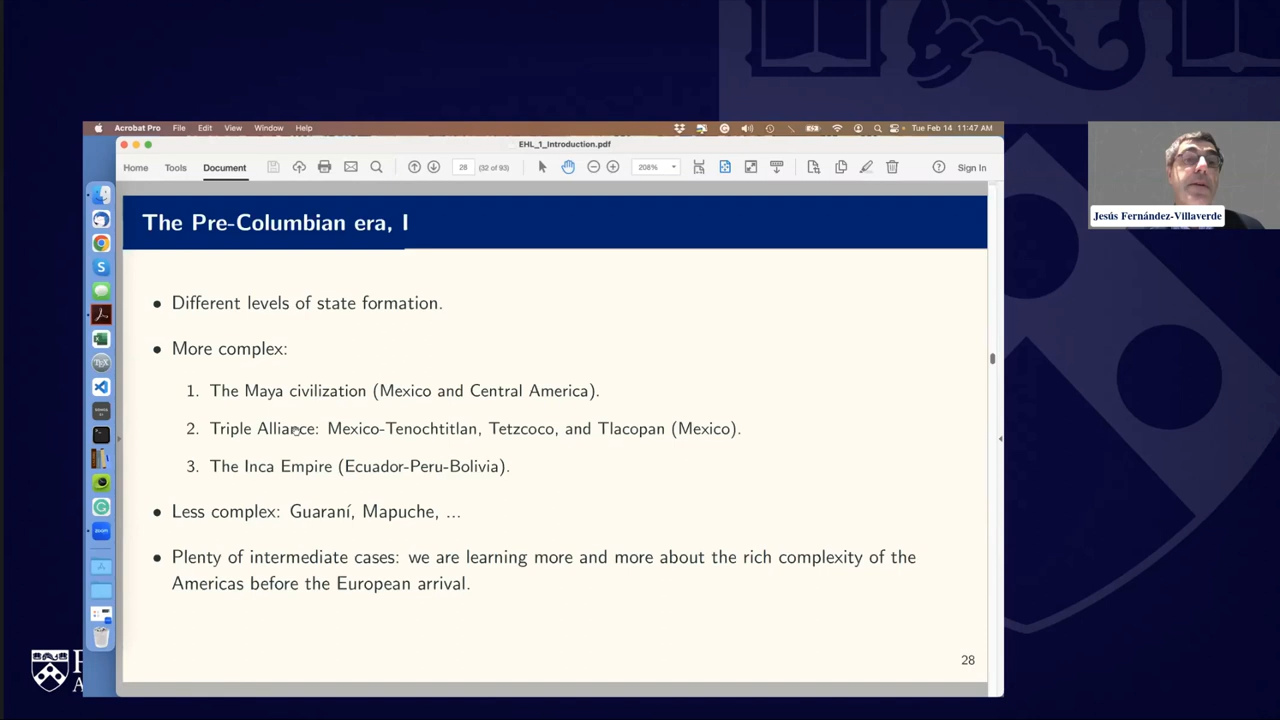 Acrobat Pro File Edit View Window Help Tue Feb 14 11:47 AM
EHL_1_Introduction.pdf
Home Tools Document 28 (32 of 93) 208% Sign In
The Pre-Columbian era, I
• Different levels of state formation.
• More complex:
1. The Maya civilization (Mexico and Central America).
2. Triple Alliance: Mexico-Tenochtitlan, Tetzcoco, and Tlacopan (Mexico).
3. The Inca Empire (Ecuador-Peru-Bolivia).
• Less complex: Guaraní, Mapuche, ...
• Plenty of intermediate cases: we are learning more and more about the rich complexity of the
Americas before the European arrival.
28
Jesús Fernández-Villaverde